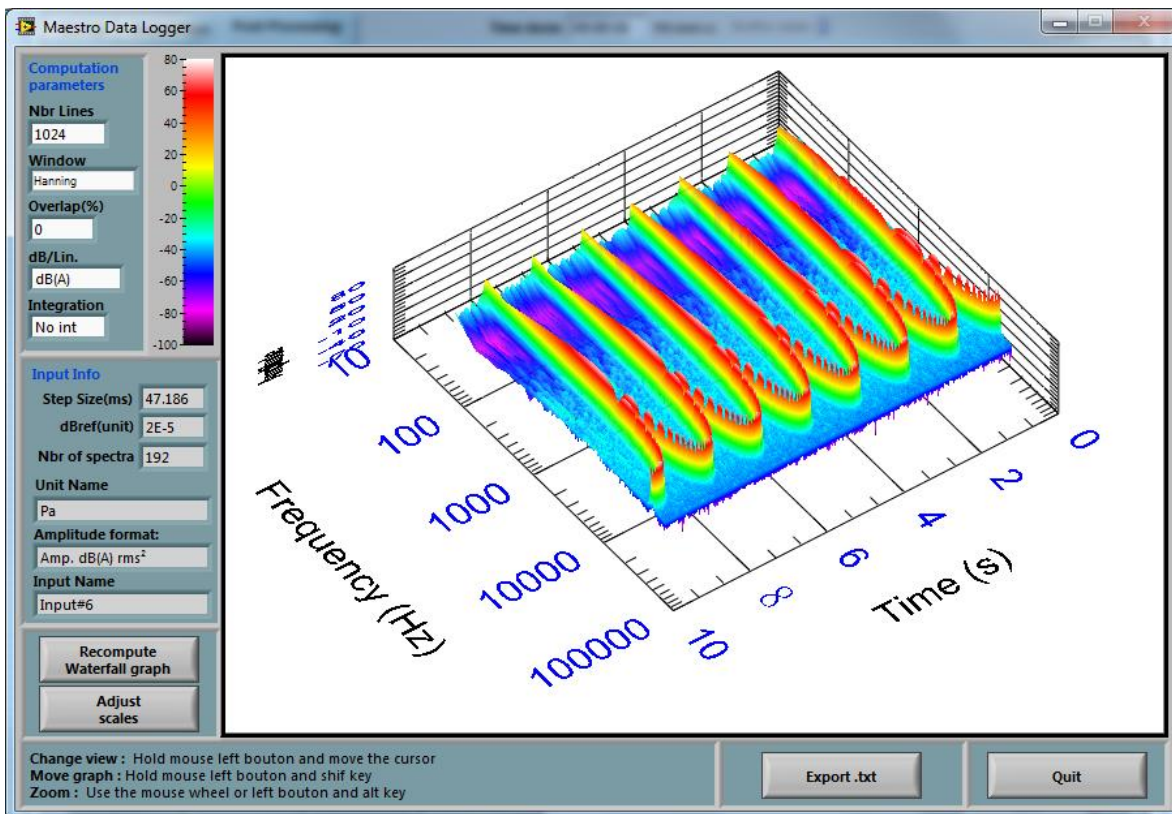 Maestro Data Logger
Computation
parameters
Nbr Lines
1024
Window
Hanning
Overlap(%)
0
dB/Lin.
dB(A)
Integration
No int
80
60
40
20
0
-20
-40
-60
-80
-100
Input Info
Step Size(ms) 47.186
dBref(unit) 2E-5
Nbr of spectra 192
Unit Name
Pa
Amplitude format:
Amp. dB(A) rms²
Input Name
Input#6
Recompute
Waterfall graph
Adjust
scales
10
100
1000
10000
100000
Frequency (Hz)
0
2
4
6
8
10
Time (s)
Change view : Hold mouse left bouton and move the cursor
Move graph : Hold mouse left bouton and shif key
Zoom : Use the mouse wheel or left bouton and alt key
Export .txt
Quit